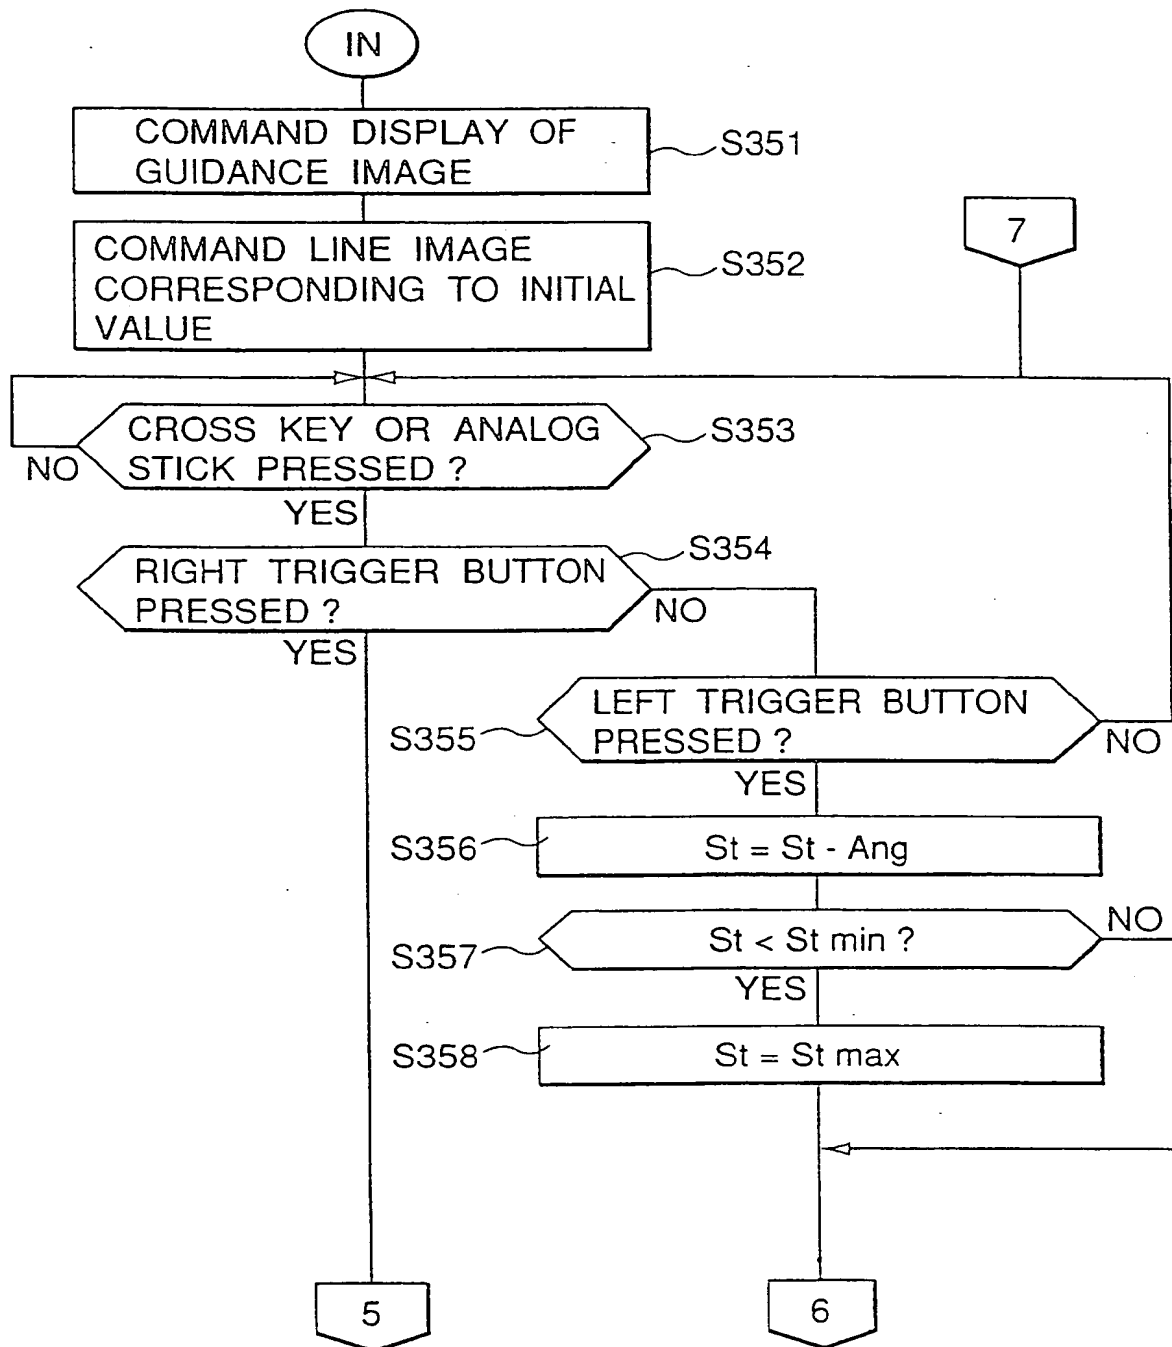 IN
COMMAND DISPLAY OF
GUIDANCE IMAGE
S351
COMMAND LINE IMAGE
CORRESPONDING TO INITIAL
VALUE
S352
7
CROSS KEY OR ANALOG
STICK PRESSED ?
S353
NO
YES
RIGHT TRIGGER BUTTON
PRESSED ?
S354
NO
YES
LEFT TRIGGER BUTTON
PRESSED ?
S355
NO
YES
S356
St = St - Ang
S357
St < St min ?
NO
YES
S358
St = St max
5
6